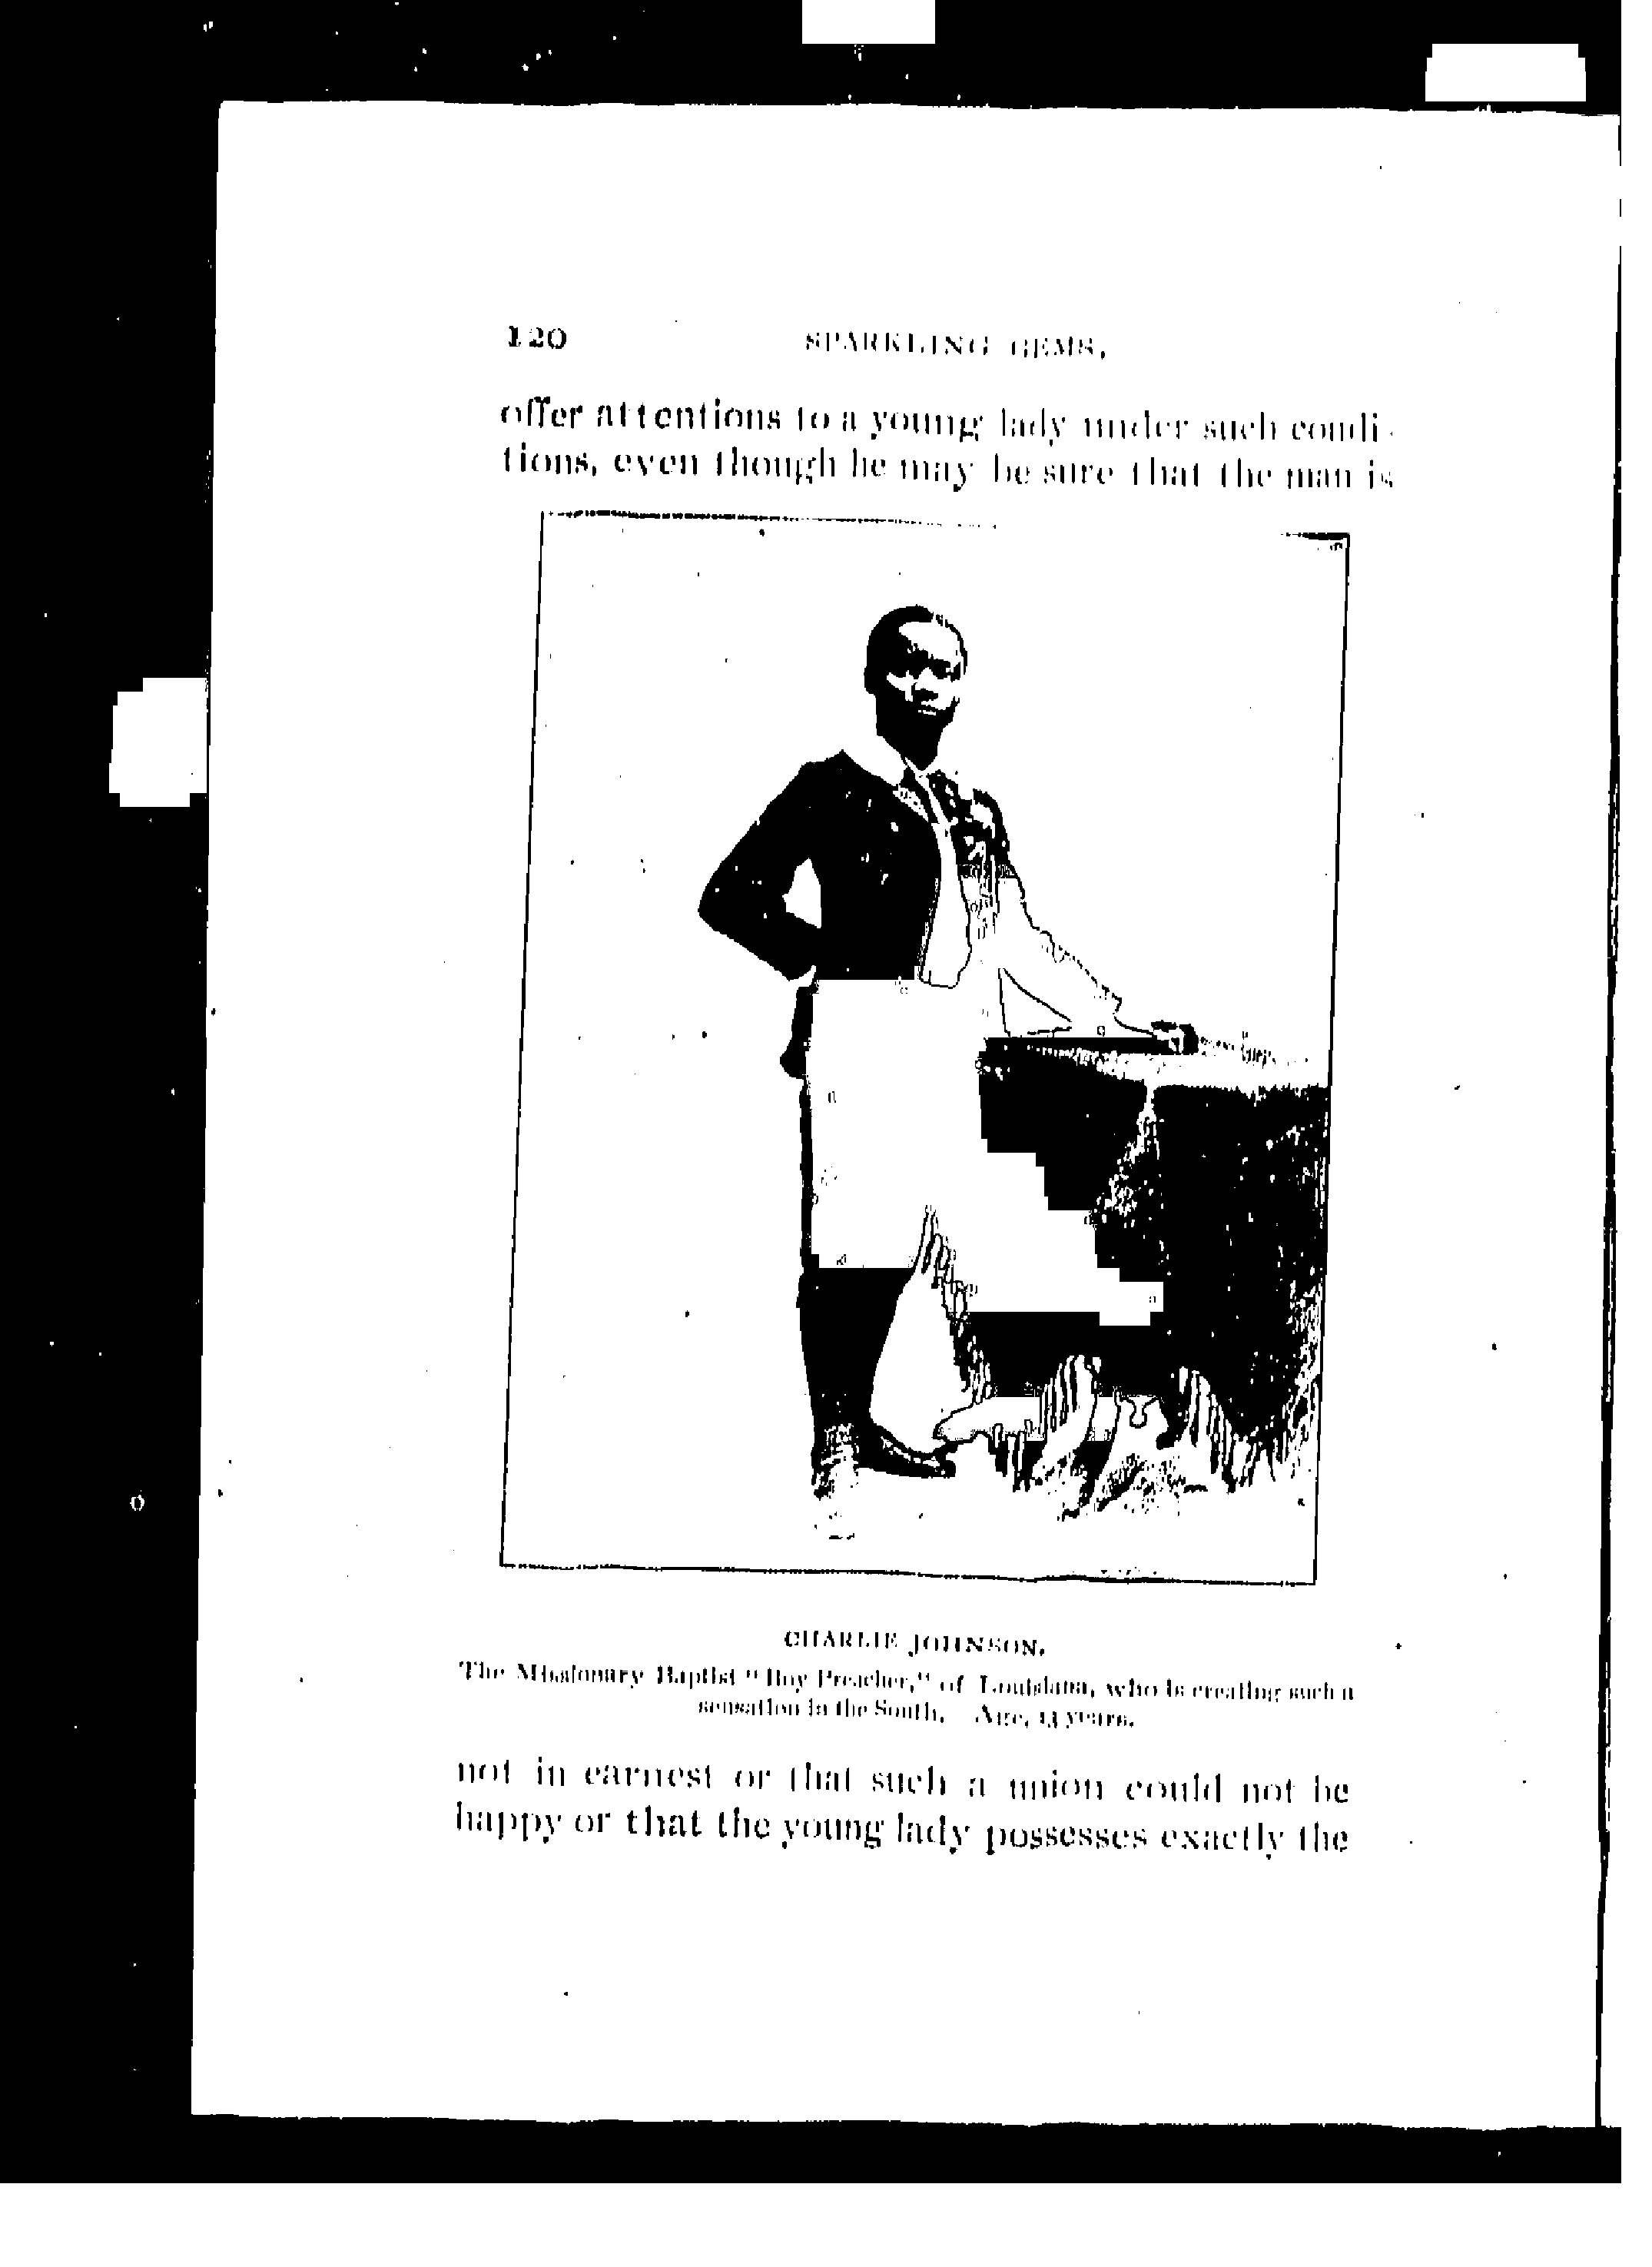 120 SPARKLING GEMS.
offer attentions to a young lady under such condi-
tions, even though he may be sure that the man is
CHARLIE JOHNSON.
The Missionary Baptist "Boy Preacher," of Louisiana, who is creating such a
sensation in the South. Age, 13 years.
not in earnest or that such a union could not be
happy or that the young lady possesses exactly the